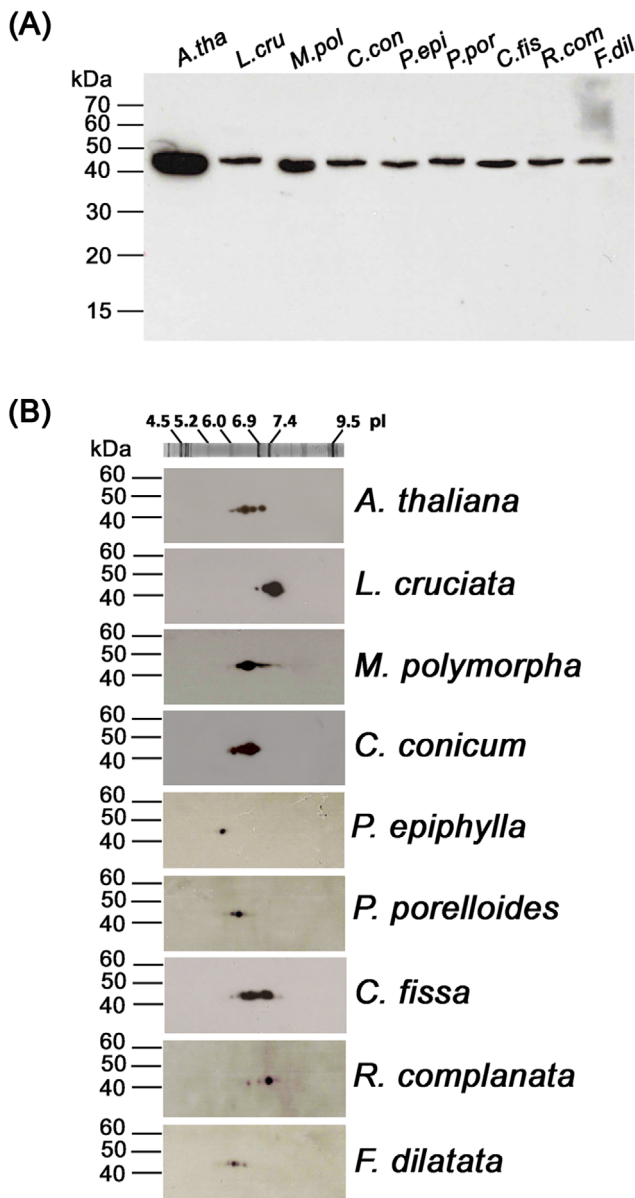 (A)
A.tha L.cru M.pol C.con P.epi P.por C.fis R.com F.dil
kDa
70
60
50
40
30
20
15
(B)
4.5 5.2 6.0 6.9 7.4 9.5 pI
kDa
60
50
40
A. thaliana
60
50
40
L. cruciata
60
50
40
M. polymorpha
60
50
40
C. conicum
60
50
40
P. epiphylla
60
50
40
P. porelloides
60
50
40
C. fissa
60
50
40
R. complanata
60
50
40
F. dilatata